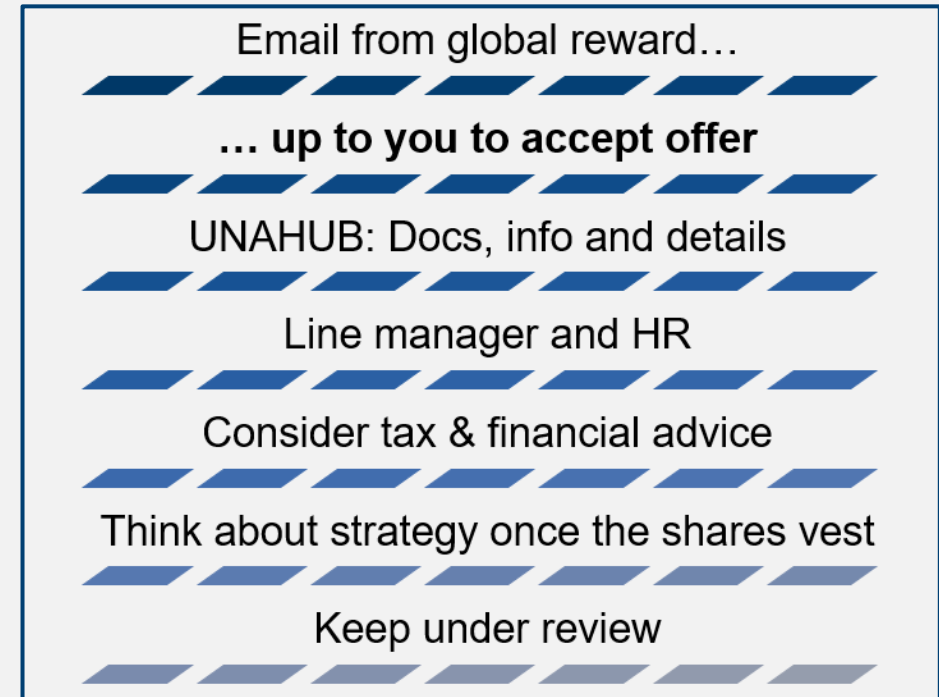 Email from global reward…
… up to you to accept offer
UNAHUB: Docs, info and details
Line manager and HR
Consider tax & financial advice
Think about strategy once the shares vest
Keep under review